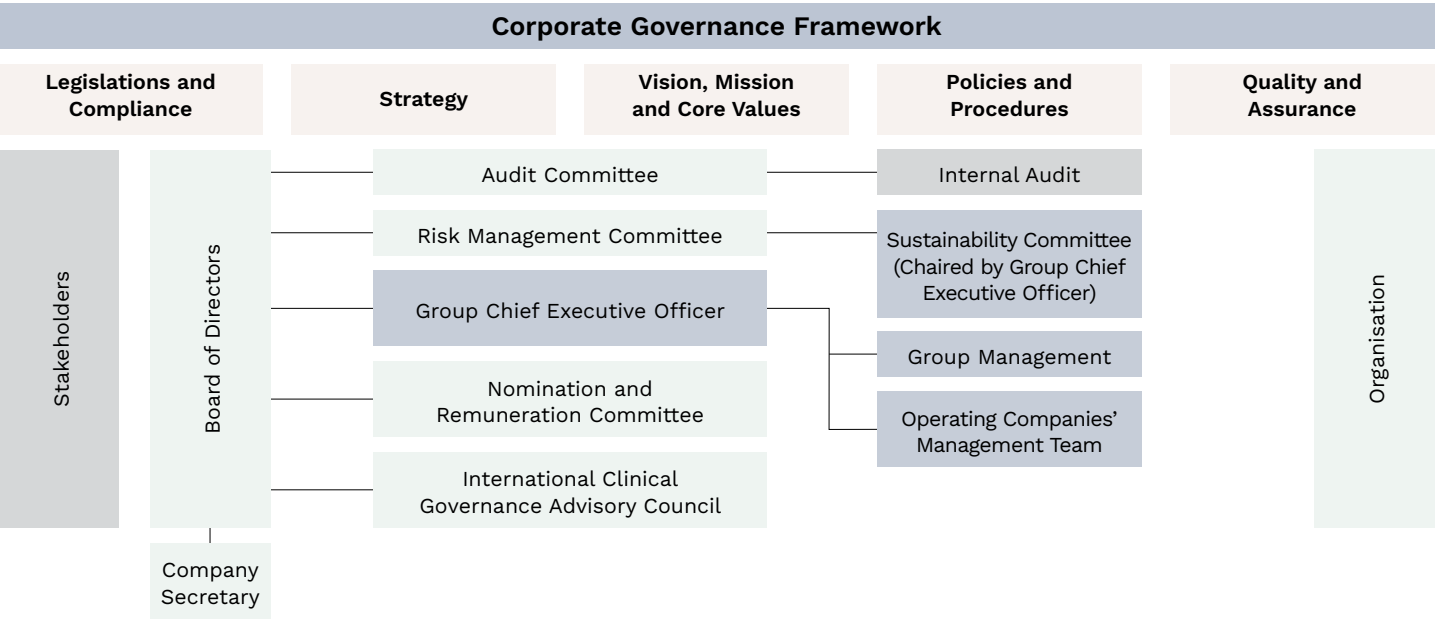 Corporate Governance Framework
Legislations and
Compliance
Strategy
Vision, Mission
and Core Values
Policies and
Procedures
Quality and
Assurance
Stakeholders
Board of Directors
Company
Secretary
Audit Committee
Risk Management Committee
Group Chief Executive Officer
Nomination and
Remuneration Committee
International Clinical
Governance Advisory Council
Internal Audit
Sustainability Committee
(Chaired by Group Chief
Executive Officer)
Group Management
Operating Companies’
Management Team
Organisation